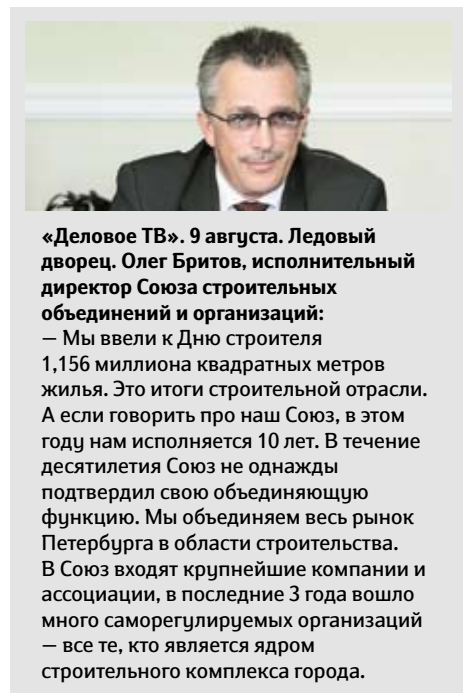 «Деловое ТВ». 9 августа. Ледовый
дворец. Олег Бритов, исполнительный
директор Союза строительных
объединений и организаций:
— Мы ввели к Дню строителя
1,156 миллиона квадратных метров
жилья. Это итоги строительной отрасли.
А если говорить про наш Союз, в этом
году нам исполняется 10 лет. В течение
десятилетия Союз не однажды
подтвердил свою объединяющую
функцию. Мы объединяем весь рынок
Петербурга в области строительства.
В Союз входят крупнейшие компании и
ассоциации, в последние 3 года вошло
много саморегулируемых организаций
— все те, кто является ядром
строительного комплекса города.